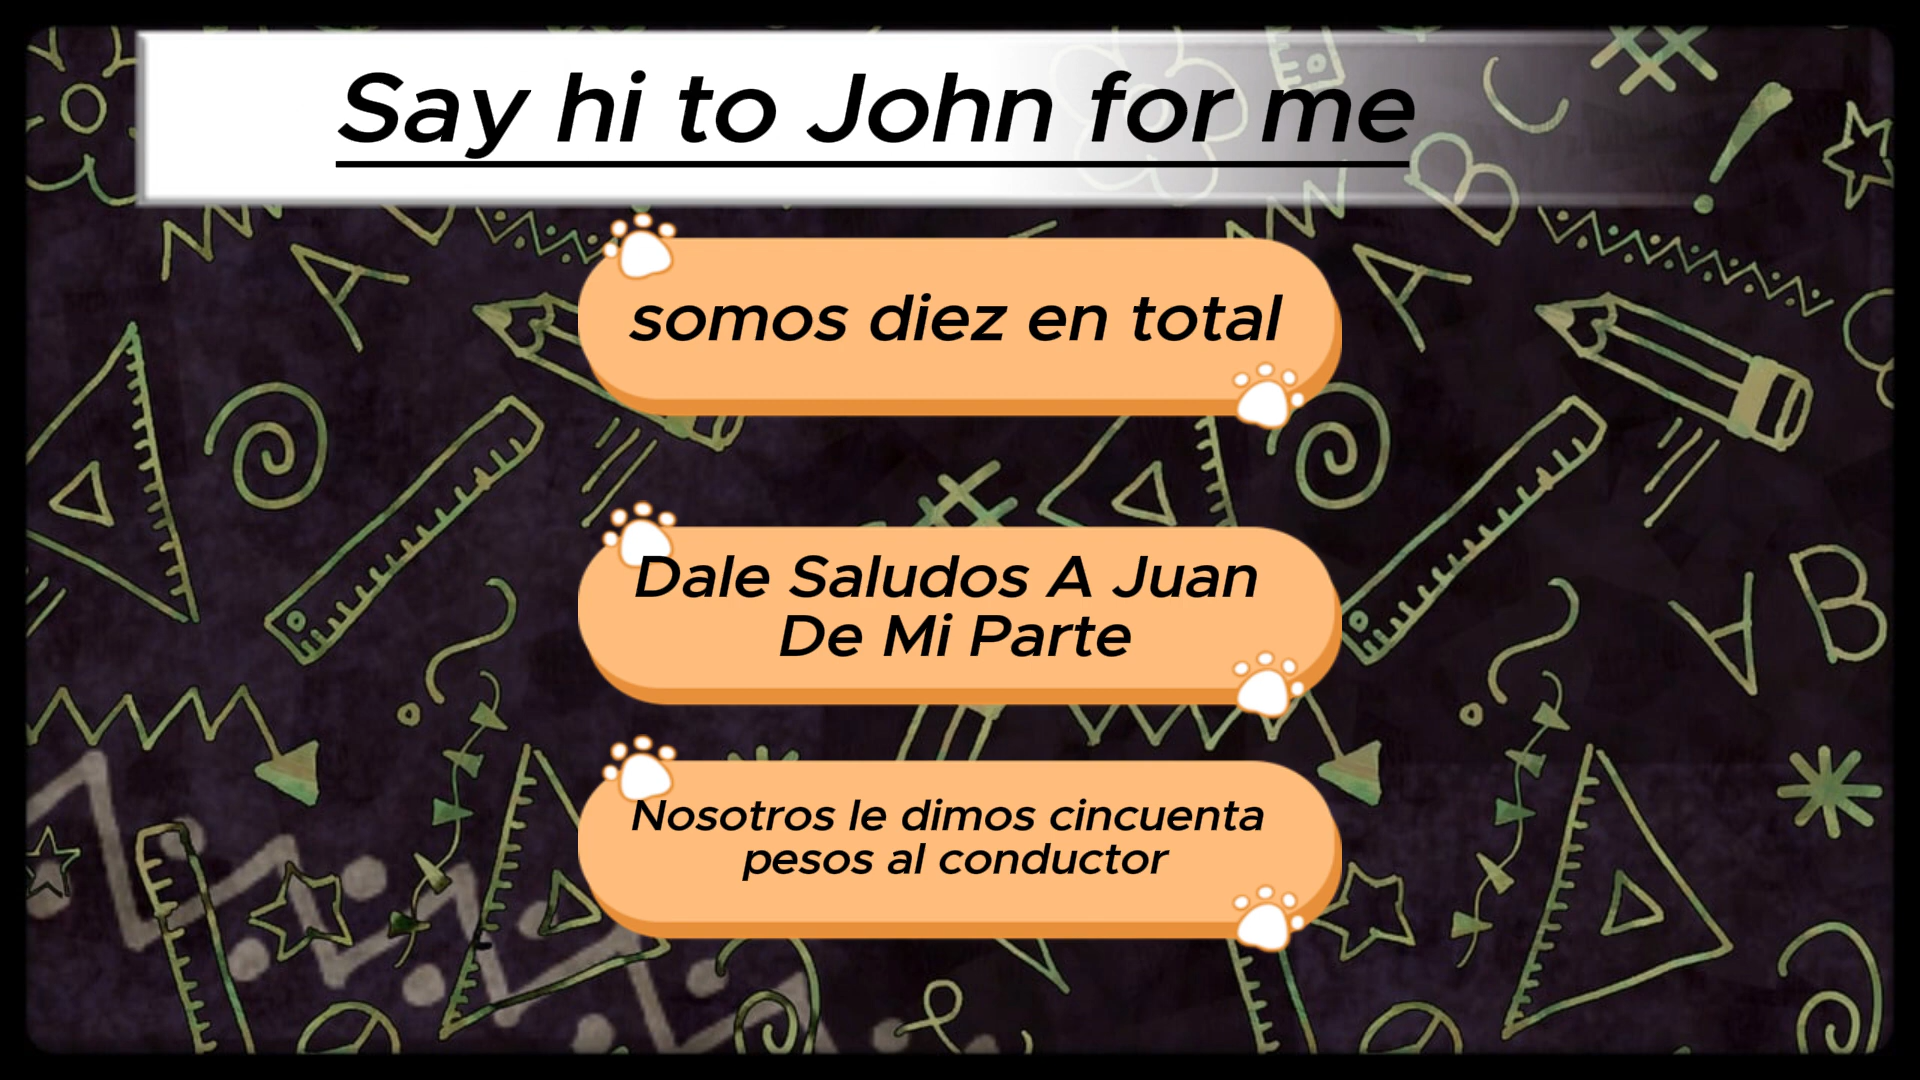 Say hi to John for me
somos diez en total
Dale Saludos A Juan
De Mi Parte
Nosotros le dimos cincuenta
pesos al conductor